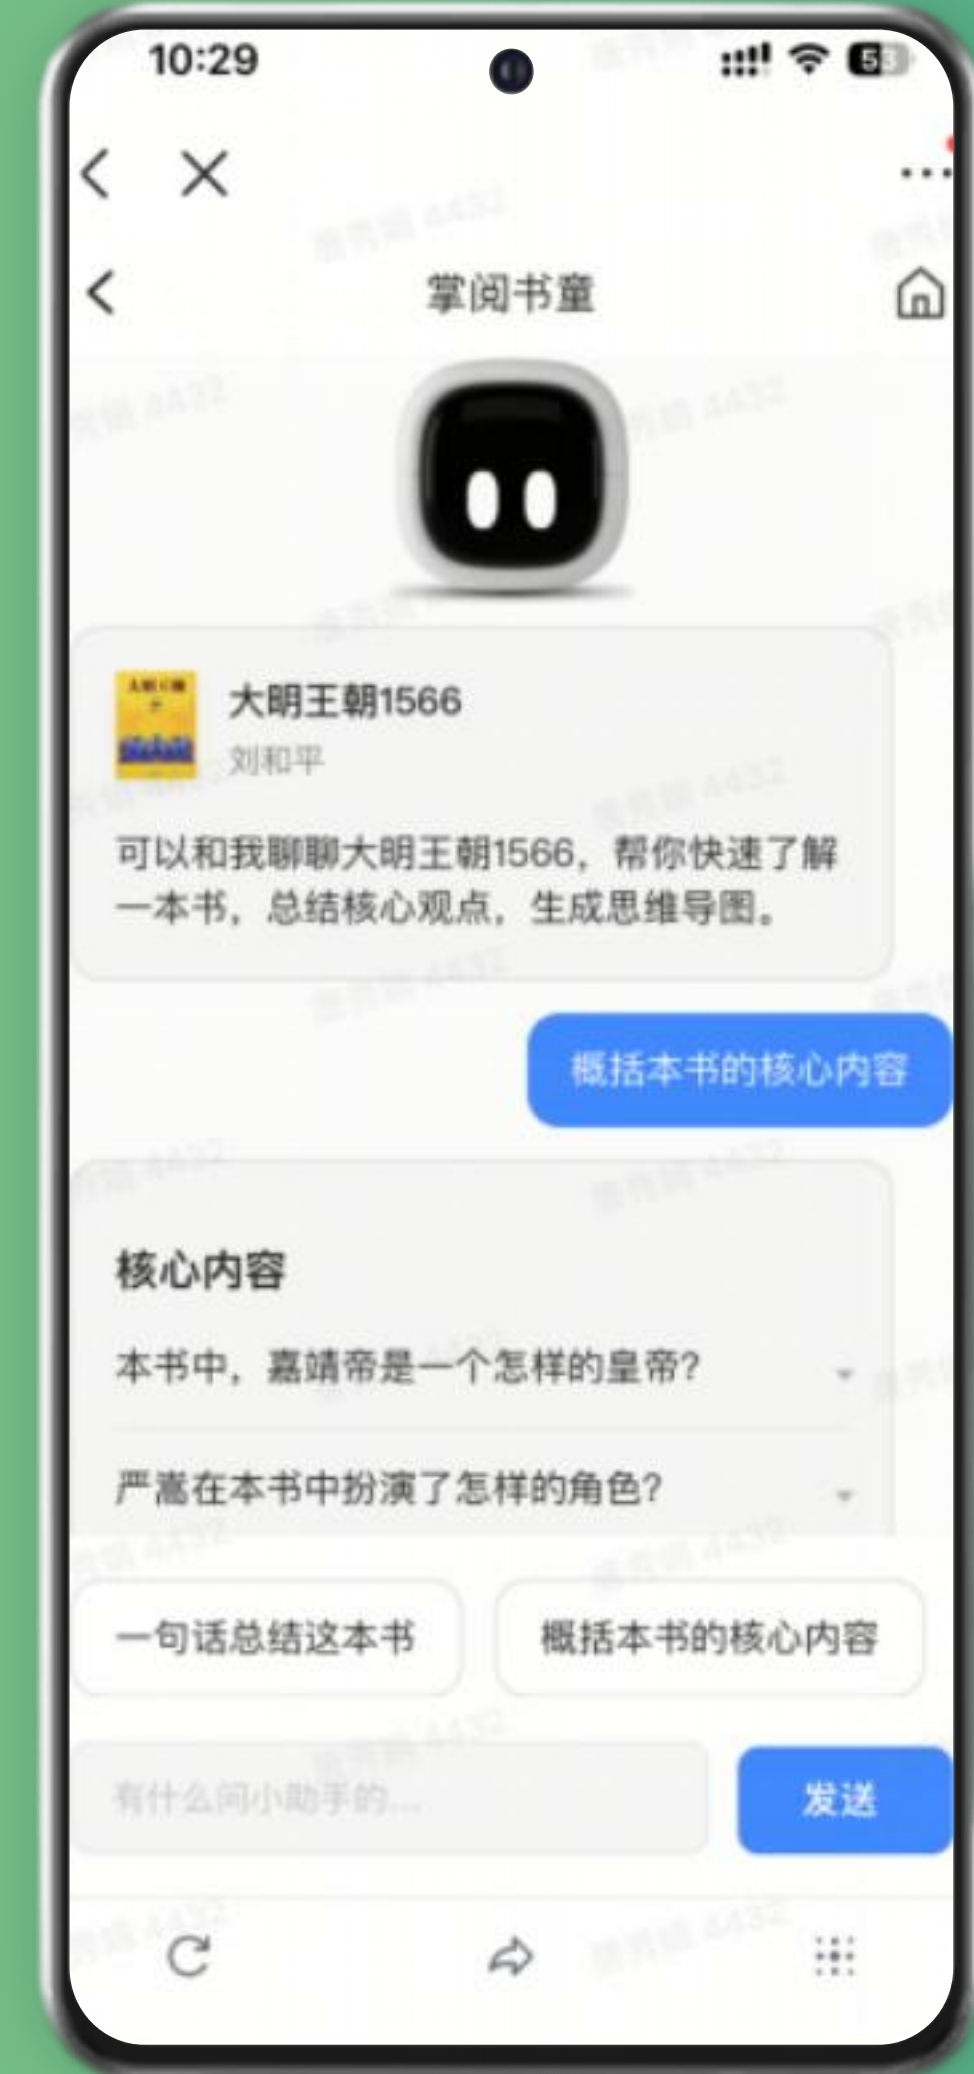 10:29
掌阅书童
大明王朝1566
刘和平
可以和我聊聊大明王朝1566，帮你快速了解
一本书，总结核心观点，生成思维导图。
概括本书的核心内容
核心内容
本书中，嘉靖帝是一个怎样的皇帝？
严嵩在本书中扮演了怎样的角色？
一句话总结这本书
概括本书的核心内容
有什么问小助手的...
发送